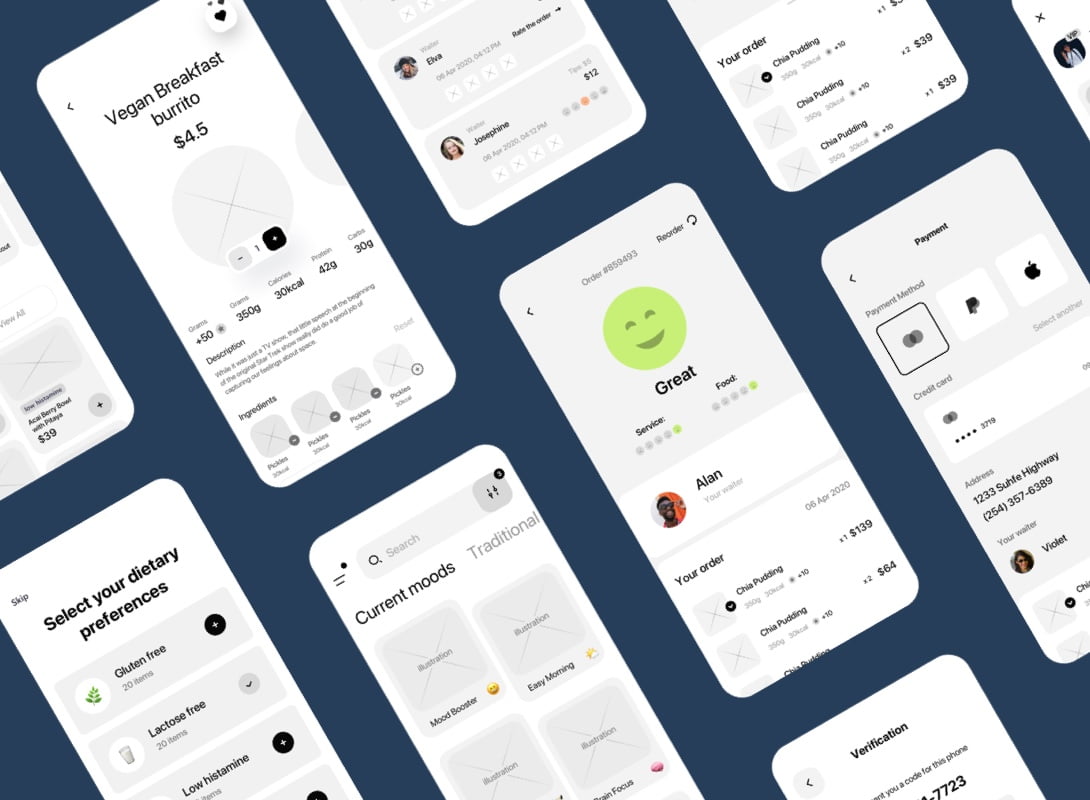 Vegan Breakfast
burrito
$4.5
1
Grams
+50
Grams
350g
Calories
30kcal
Protein
42g
Carbs
30g
Description
While it was just a TV show, that little speech at the beginning
of the original Star Trek show really did do a good job of
capturing our feelings about space.
Ingredients
Reset
Pickles
30kcal
Pickles
30kcal
Pickles
30kcal
Pickles
30kcal
View All
low histamine
Acai Berry Bowl
with Pitaya
$39
Waiter
Elva
06 Apr 2020, 04:12 PM
Rate the order
Waiter
Josephine
06 Apr 2020, 04:12 PM
Tips: $5
$12
Your order
x1
Chia Pudding
350g 30kcal +10
x2 $39
Chia Pudding
350g 30kcal +10
x1 $39
Chia Pudding
350g 30kcal +10
VIP
Order #859493
Reorder
Great
Service:
Food:
Alan
Your waiter
06 Apr 2020
Your order
Chia Pudding
350g 30kcal +10
x1 $139
Chia Pudding
350g 30kcal +10
x2 $64
Chia Pudding
Payment
Payment Method
Select another
Credit card
•••• 3719
Address
1233 Suhfe Highway
(254) 357-6389
Your waiter
Violet
Skip
Select your dietary
preferences
Gluten free
20 items
Lactose free
20 items
Low histamine
items
Search
Current moods
Traditional
Illustration
Mood Booster
Illustration
Easy Morning
Illustration
Illustration
Brain Focus
Verification
a code for this phone
-7723